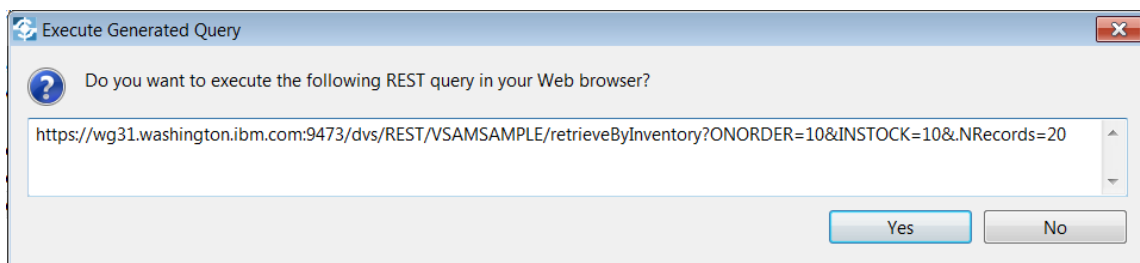 Execute Generated Query
Do you want to execute the following REST query in your Web browser?
https://wg31.washington.ibm.com:9473/dvs/REST/VSAMSAMPLE/retrieveByInventory?ONORDER=10&INSTOCK=10&.NRecords=20
Yes No